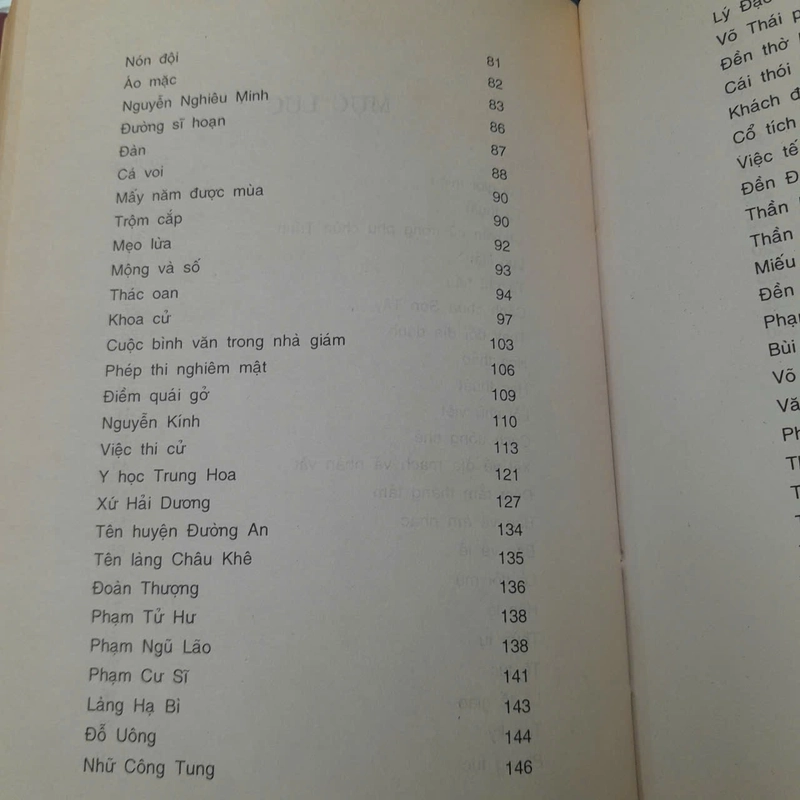 Nón đội 81
Áo mặc 82
Nguyễn Nghiêu Minh 83
Đường sĩ hoạn 86
Đàn 87
Cá voi 88
Mấy năm được mùa 90
Trộm cắp 90
Mẹo lừa 92
Mộng và số 93
Thác oan 94
Khoa cử 97
Cuộc bình văn trong nhà giám 103
Phép thi nghiêm mật 106
Điềm quái gở 109
Nguyễn Kính 110
Việc thi cử 113
Y học Trung Hoa 121
Xứ Hải Dương 127
Tên huyện Đường An 134
Tên làng Châu Khê 135
Đoàn Thượng 136
Phạm Tử Hư 138
Phạm Ngũ Lão 138
Phạm Cư Sĩ 141
Làng Hạ Bì 143
Đỗ Uông 144
Nhữ Công Tung 146
Lý Đạo
Võ Thái
Đền thờ
Cái thói
Khách
Cổ tích
Việc tế
Đền
Thần
Thần
Miếu
Đền
Phạm
Bùi
Võ